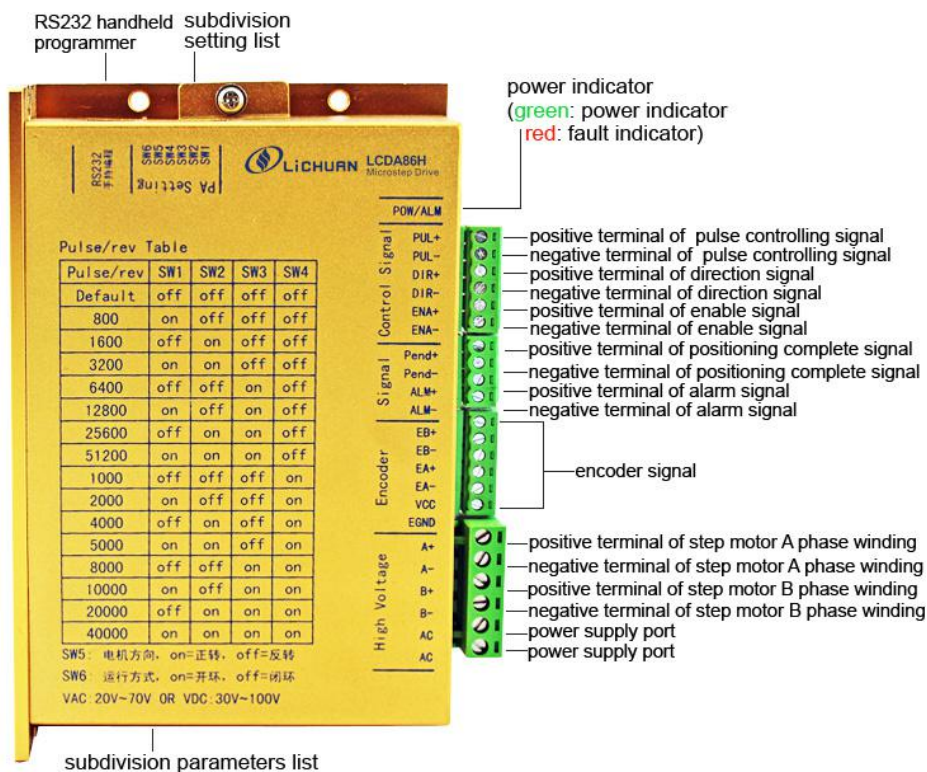 RS232 handheld programmer
subdivision setting list
power indicator
(green: power indicator
red: fault indicator)
RS232
手持编程
SW6
SW5
SW4
SW3
SW2
SW1
PA Setting
LiCHUAN
LCDA86H
Microstep Drive
POW/ALM
Control Signal
PUL+
PUL-
DIR+
DIR-
ENA+
ENA-
Signal
Pend+
Pend-
ALM+
ALM-
Encoder
EB+
EB-
EA+
EA-
VCC
EGND
High Voltage
A+
A-
B+
B-
AC
AC
positive terminal of pulse controlling signal
negative terminal of pulse controlling signal
positive terminal of direction signal
negative terminal of direction signal
positive terminal of enable signal
negative terminal of enable signal
positive terminal of positioning complete signal
negative terminal of positioning complete signal
positive terminal of alarm signal
negative terminal of alarm signal
encoder signal
positive terminal of step motor A phase winding
negative terminal of step motor A phase winding
positive terminal of step motor B phase winding
negative terminal of step motor B phase winding
power supply port
power supply port
Pulse/rev Table
Pulse/rev SW1 SW2 SW3 SW4
Default off off off off
800 on off off off
1600 off on off off
3200 on on off off
6400 off off on off
12800 on off on off
25600 off on on off
51200 on on on off
1000 off off off on
2000 on off off on
4000 off on off on
5000 on on off on
8000 off off on on
10000 on off on on
20000 off on on on
40000 on on on on
SW5: 电机方向, on=正转, off=反转
SW6: 运行方式, on=开环, off=闭环
VAC:20V~70V OR VDC:30V~100V
subdivision parameters list